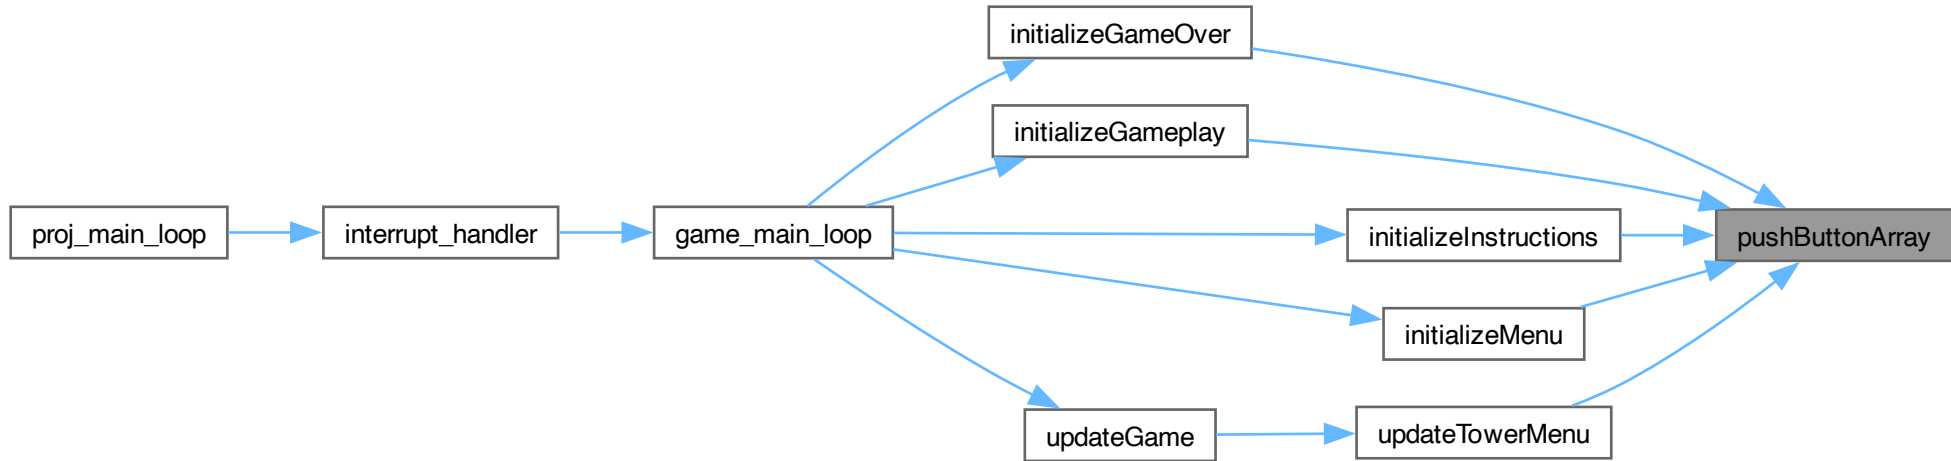 initializeGameOver
initializeGameplay
proj_main_loop
interrupt_handler
game_main_loop
initializeInstructions
pushButtonArray
initializeMenu
updateGame
updateTowerMenu